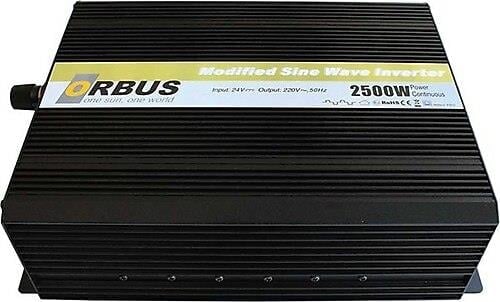 ORBUS
one sun, one world
Modified Sine Wave Inverter
Input: 24V⎓ Output: 220V~, 50Hz
2500W Power Continuous
RoHS CE